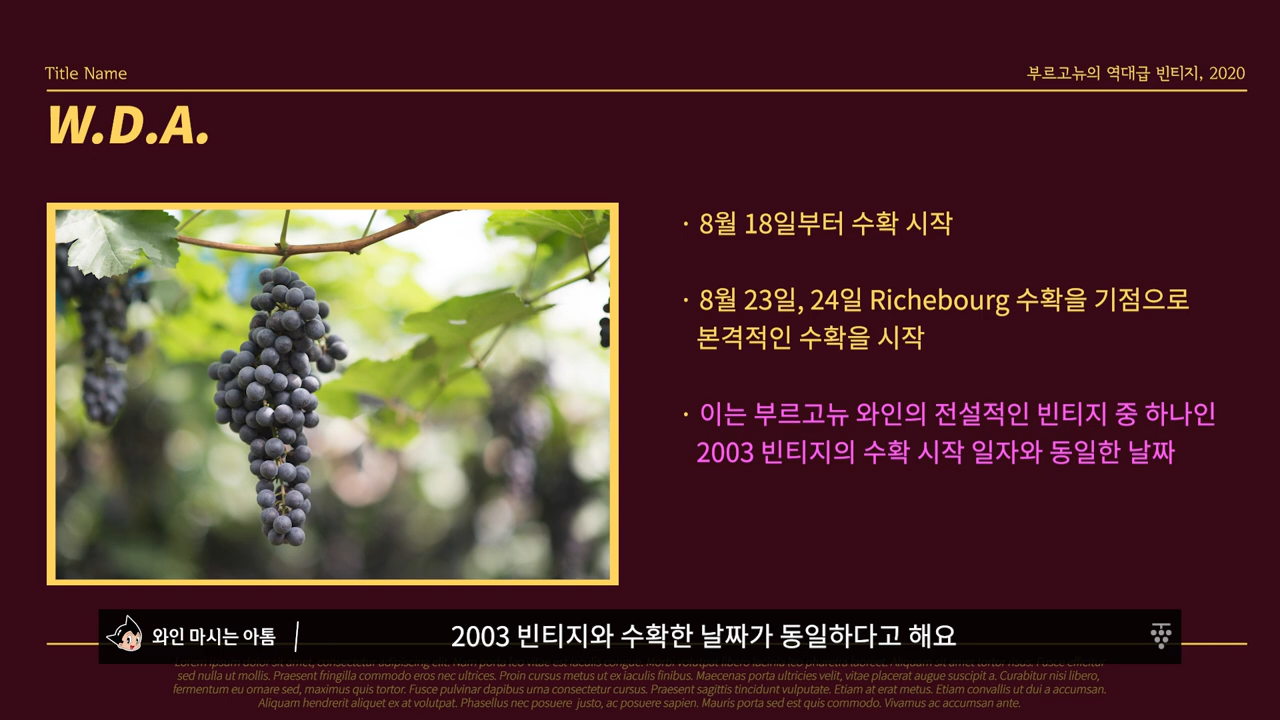 Title Name
부르고뉴의 역대급 빈티지, 2020
W.D.A.
· 8월 18일부터 수확 시작
· 8월 23일, 24일 Richebourg 수확을 기점으로
본격적인 수확을 시작
· 이는 부르고뉴 와인의 전설적인 빈티지 중 하나인
2003 빈티지의 수확 시작 일자와 동일한 날짜
와인 마시는 아톰
2003 빈티지와 수확한 날짜가 동일하다고 해요
sed nulla ut mollis. Praesent fringilla commodo eros nec ultrices. Proin cursus metus ut ex iaculis finibus. Maecenas porta ultricies velit, vitae placerat augue suscipit a. Curabitur nisi libero,
fermentum eu ornare sed, maximus quis tortor. Fusce pulvinar dapibus urna consectetur cursus. Praesent sagittis tincidunt vulputate. Etiam at erat metus. Etiam convallis ut dui a accumsan.
Aliquam hendrerit aliquet ex at volutpat. Phasellus nec posuere justo, ac posuere sapien. Mauris porta sed est quis commodo. Vivamus ac accumsan ante.